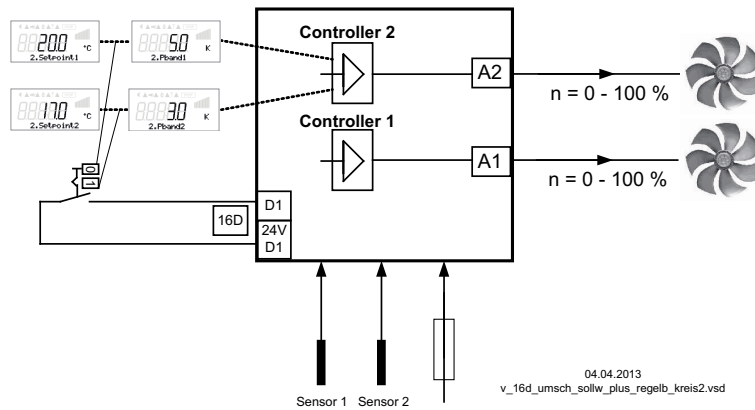 Controller 2
20.0 °C
2.Setpoint1
5.0 K
2.Pband1
17.0 °C
2.Setpoint2
3.0 K
2.Pband2
A2
n = 0 - 100 %
Controller 1
A1
n = 0 - 100 %
0
1
16D
D1
24V
D1
Sensor 1
Sensor 2
04.04.2013
v_16d_umsch_sollw_plus_regelb_kreis2.vsd